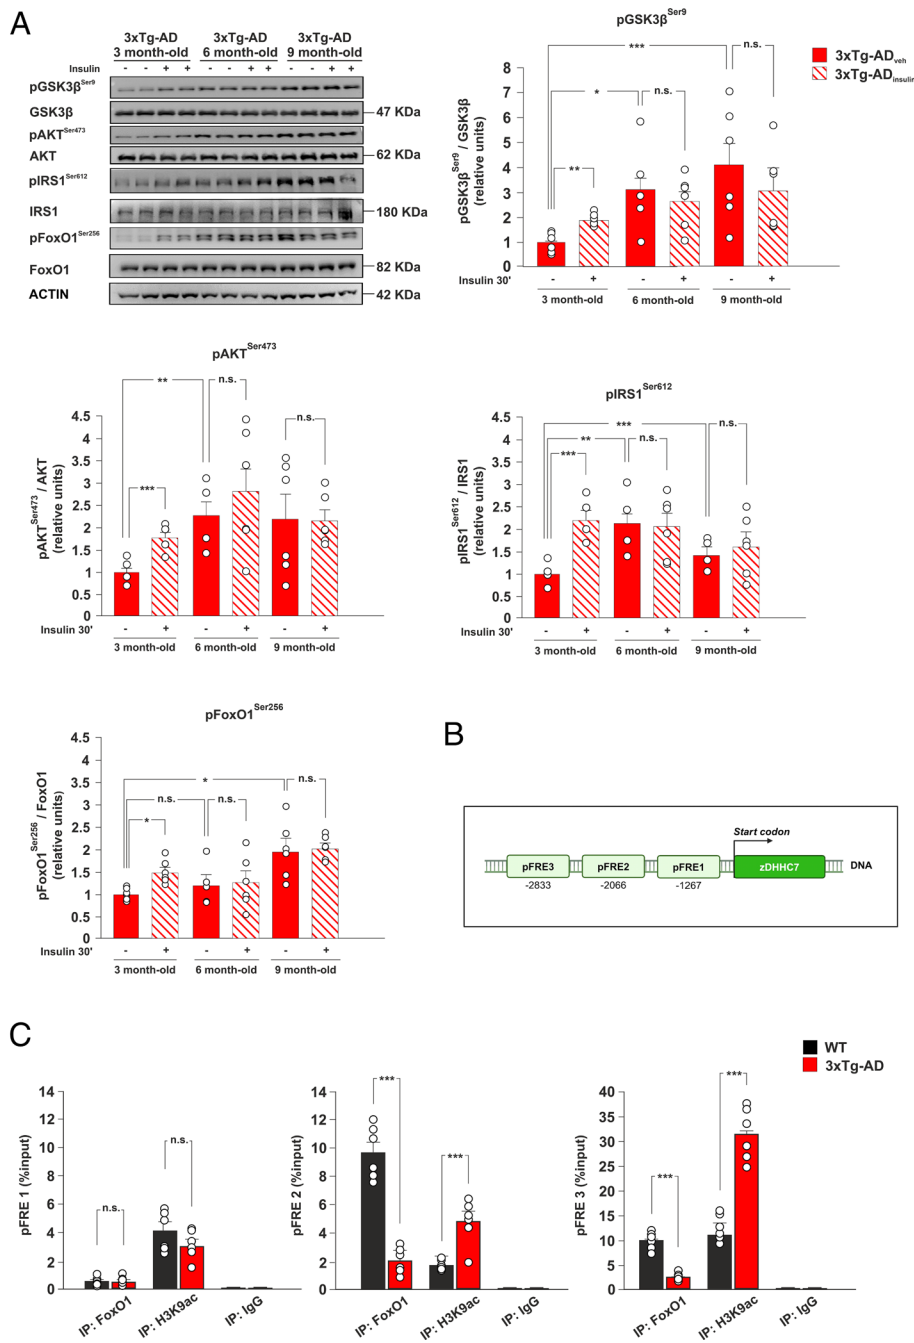 A
3xTg-AD 3xTg-AD 3xTg-AD
3 month-old 6 month-old 9 month-old
Insulin - - + + - - + + - - + +
pGSK3β^Ser9
GSK3β 47 KDa
pAKT^Ser473
AKT 62 KDa
pIRS1^Ser612
IRS1 180 KDa
pFoxO1^Ser256
FoxO1 82 KDa
ACTIN 42 KDa
pGSK3β^Ser9
3xTg-AD_veh
3xTg-AD_insulin
*** n.s.
* n.s.
**
pGSK3β^Ser9 / GSK3β
(relative units)
8
7
6
5
4
3
2
1
0
Insulin 30' - + - + - +
3 month-old 6 month-old 9 month-old
pAKT^Ser473
** n.s.
n.s.
***
pAKT^Ser473 / AKT
(relative units)
4.5
4
3.5
3
2.5
2
1.5
1
0.5
0
Insulin 30' - + - + - +
3 month-old 6 month-old 9 month-old
pIRS1^Ser612
*** n.s.
** n.s.
***
pIRS1^Ser612 / IRS1
(relative units)
4.5
4
3.5
3
2.5
2
1.5
1
0.5
0
Insulin 30' - + - + - +
3 month-old 6 month-old 9 month-old
pFoxO1^Ser256
* n.s.
n.s. n.s.
*
pFoxO1^Ser256 / FoxO1
(relative units)
4.5
4
3.5
3
2.5
2
1.5
1
0.5
0
Insulin 30' - + - + - +
3 month-old 6 month-old 9 month-old
B
Start codon
pFRE3 pFRE2 pFRE1 zDHHC7 DNA
-2833 -2066 -1267
C
WT
3xTg-AD
pFRE 1 (%input)
14
12
10
8
6
4
2
0
n.s.
n.s.
IP: FoxO1 IP: H3K9ac IP: IgG
pFRE 2 (%input)
14
12
10
8
6
4
2
0
***
***
IP: FoxO1 IP: H3K9ac IP: IgG
pFRE 3 (%input)
40
35
30
25
20
15
10
5
0
***
***
IP: FoxO1 IP: H3K9ac IP: IgG